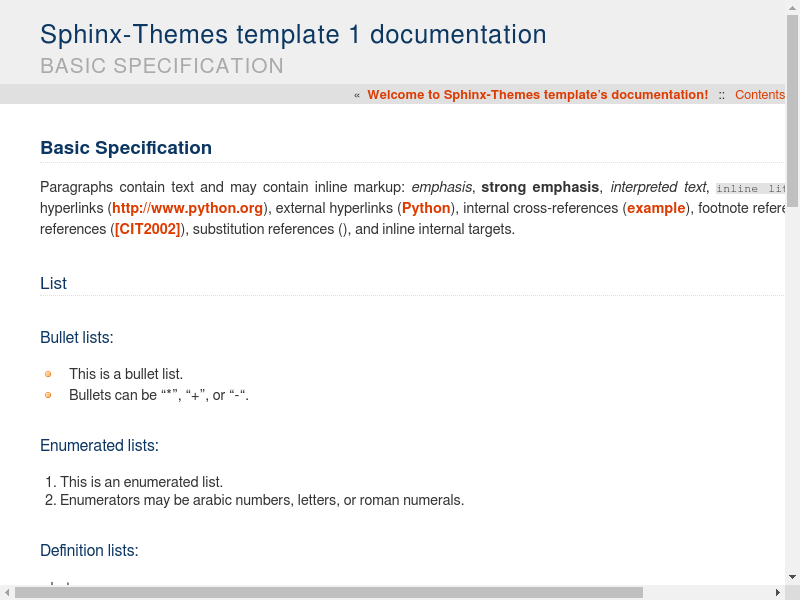 Sphinx-Themes template 1 documentation
BASIC SPECIFICATION
« Welcome to Sphinx-Themes template's documentation! :: Contents
Basic Specification
Paragraphs contain text and may contain inline markup: emphasis, strong emphasis, interpreted text, inline
hyperlinks (http://www.python.org), external hyperlinks (Python), internal cross-references (example), footnote
references ([CIT2002]), substitution references (), and inline internal targets.
List
Bullet lists:
This is a bullet list.
Bullets can be “*”, “+”, or “-“.
Enumerated lists:
1. This is an enumerated list.
2. Enumerators may be arabic numbers, letters, or roman numerals.
Definition lists: